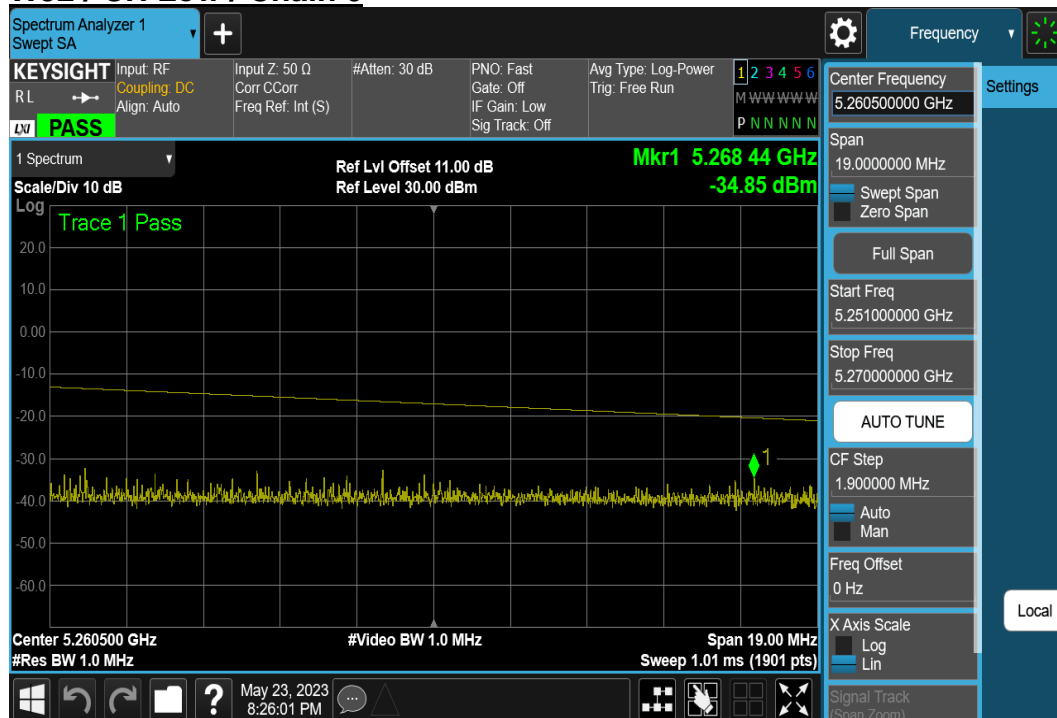 Spectrum Analyzer 1
Swept SA
+
Frequency
KEYSIGHT
RL
LXI PASS
Input: RF
Coupling: DC
Align: Auto
Input Z: 50 Ω
Corr CCorr
Freq Ref: Int (S)
#Atten: 30 dB
PNO: Fast
Gate: Off
IF Gain: Low
Sig Track: Off
Avg Type: Log-Power
Trig: Free Run
1 2 3 4 5 6
M W W W W W
P N N N N N
1 Spectrum
Scale/Div 10 dB
Ref Lvl Offset 11.00 dB
Ref Level 30.00 dBm
Mkr1 5.268 44 GHz
-34.85 dBm
Log
Trace 1 Pass
20.0
10.0
0.00
-10.0
-20.0
-30.0
-40.0
-50.0
-60.0
1
Center 5.260500 GHz
#Res BW 1.0 MHz
#Video BW 1.0 MHz
Span 19.00 MHz
Sweep 1.01 ms (1901 pts)
?
May 23, 2023
8:26:01 PM
Center Frequency
5.260500000 GHz
Span
19.0000000 MHz
Swept Span
Zero Span
Full Span
Start Freq
5.251000000 GHz
Stop Freq
5.270000000 GHz
AUTO TUNE
CF Step
1.900000 MHz
Auto
Man
Freq Offset
0 Hz
X Axis Scale
Log
Lin
Signal Track
(Span Zoom)
Settings
Local